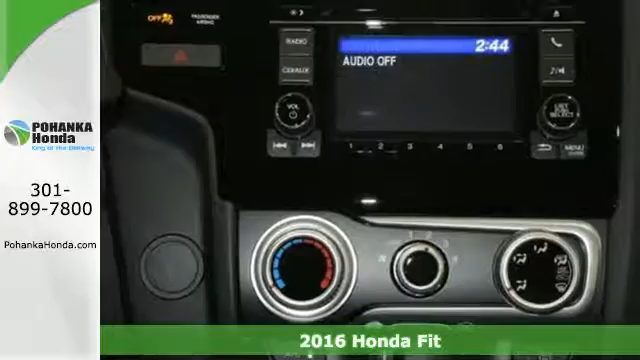 OFF
PASSENGER
AIRBAG
RADIO
CD/AUX
2:44
AUDIO OFF
VOL
LIST
SELECT
MENU
1 2 3 4 5 6
POHANKA
Honda
King of the Beltway
301-
899-7800
PohankaHonda.com
2016 Honda Fit